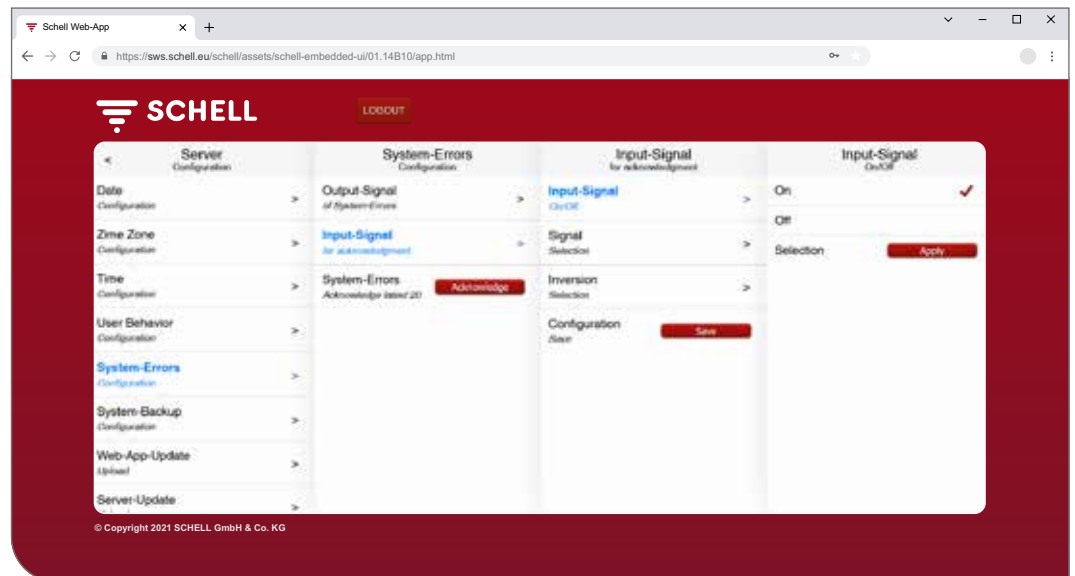 Schell Web-App
https://sws.schell.eu/schell/assets/schell-embedded-ui/01.14B10/app.html
SCHELL
LOGOUT
Server
Configuration
Date
Configuration
Zime Zone
Configuration
Time
Configuration
User Behavior
Configuration
System-Errors
Configuration
System-Backup
Configuration
Web-App-Update
Upload
Server-Update
System-Errors
Configuration
Output-Signal
of System-Errors
Input-Signal
for acknowledgment
System-Errors
Acknowledge latest 20
Acknowledge
Input-Signal
for acknowledgment
Input-Signal
On/Off
Signal
Selection
Inversion
Selection
Configuration
Save
Save
Input-Signal
On/Off
On
Off
Selection
Apply
© Copyright 2021 SCHELL GmbH & Co. KG